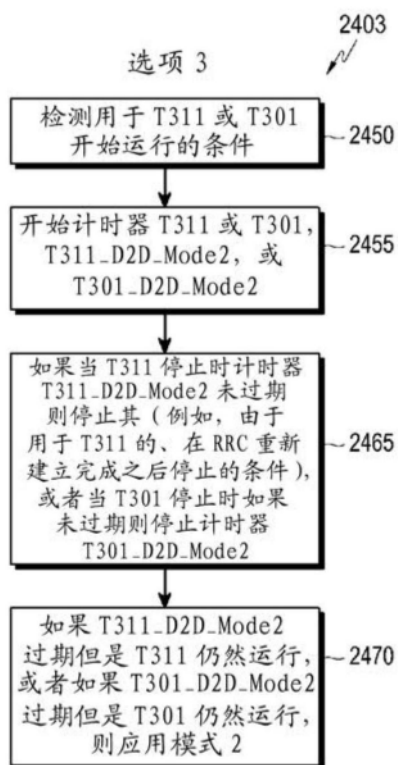 2403
选项 3
检测用于 T311 或 T301
开始运行的条件
2450
开始计时器 T311 或 T301,
T311_D2D_Mode2, 或
T301_D2D_Mode2
2455
如果当 T311 停止时计时器
T311_D2D_Mode2 未过期
则停止其（例如, 由于
用于 T311 的、在 RRC 重新
建立完成之后停止的条件）,
或者当 T301 停止时如果
未过期则停止计时器
T301_D2D_Mode2
2465
如果 T311_D2D_Mode2
过期但是 T311 仍然运行,
或者如果 T301_D2D_Mode2
过期但是 T301 仍然运行,
则应用模式 2
2470